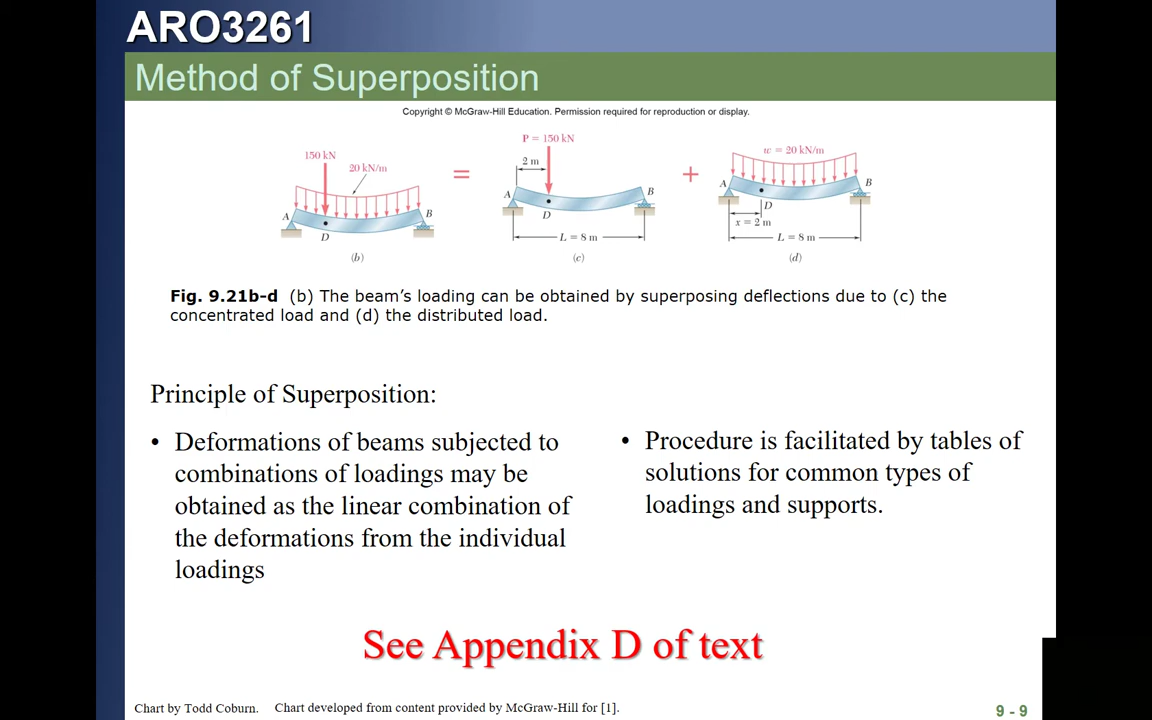 ARO3261
Method of Superposition
Copyright © McGraw-Hill Education. Permission required for reproduction or display.
150 kN
20 kN/m
A
B
D
(b)
=
P = 150 kN
2 m
A
B
D
L = 8 m
(c)
+
w = 20 kN/m
A
B
D
x = 2 m
L = 8 m
(d)
Fig. 9.21b-d (b) The beam’s loading can be obtained by superposing deflections due to (c) the
concentrated load and (d) the distributed load.
Principle of Superposition:
• Deformations of beams subjected to
combinations of loadings may be
obtained as the linear combination of
the deformations from the individual
loadings
• Procedure is facilitated by tables of
solutions for common types of
loadings and supports.
See Appendix D of text
Chart by Todd Coburn. Chart developed from content provided by McGraw-Hill for [1].
9 - 9